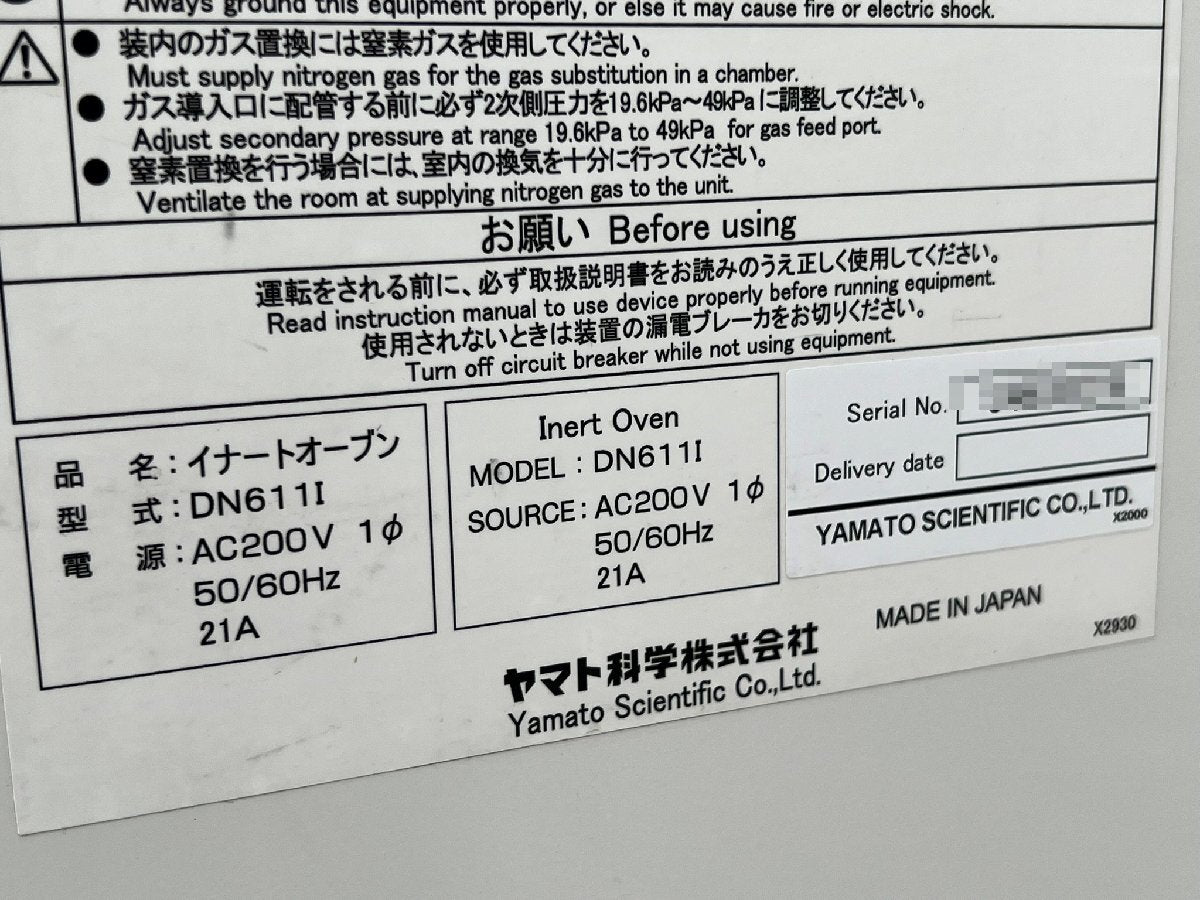 Always ground this equipment properly, or else it may cause fire or electric shock.
● 装内のガス置換には窒素ガスを使用してください。
Must supply nitrogen gas for the gas substitution in a chamber.
● ガス導入口に配管する前に必ず2次側圧力を19.6kPa～49kPaに調整してください。
Adjust secondary pressure at range 19.6kPa to 49kPa for gas feed port.
● 窒素置換を行う場合には、室内の換気を十分に行ってください。
Ventilate the room at supplying nitrogen gas to the unit.
お願い Before using
運転をされる前に、必ず取扱説明書をお読みのうえ正しく使用してください。
Read instruction manual to use device properly before running equipment.
使用されないときは装置の漏電ブレーカをお切りください。
Turn off circuit breaker while not using equipment.
品 名：イナートオーブン
型 式：DN611I
電 源：AC200V 1φ
50/60Hz
21A
Inert Oven
MODEL：DN611I
SOURCE：AC200V 1φ
50/60Hz
21A
Serial No.
Delivery date
YAMATO SCIENTIFIC CO.,LTD.
X2000
MADE IN JAPAN
X2930
ヤマト科学株式会社
Yamato Scientific Co.,Ltd.